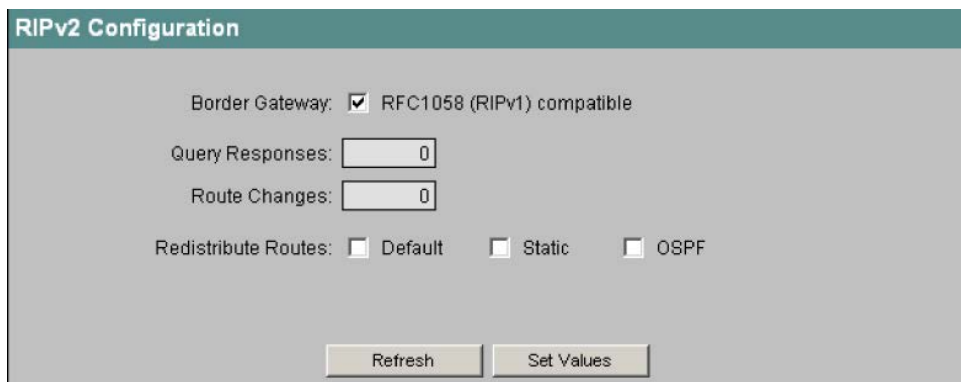 RIPv2 Configuration
Border Gateway: RFC1058 (RIPv1) compatible
Query Responses: 0
Route Changes: 0
Redistribute Routes: Default Static OSPF
Refresh Set Values